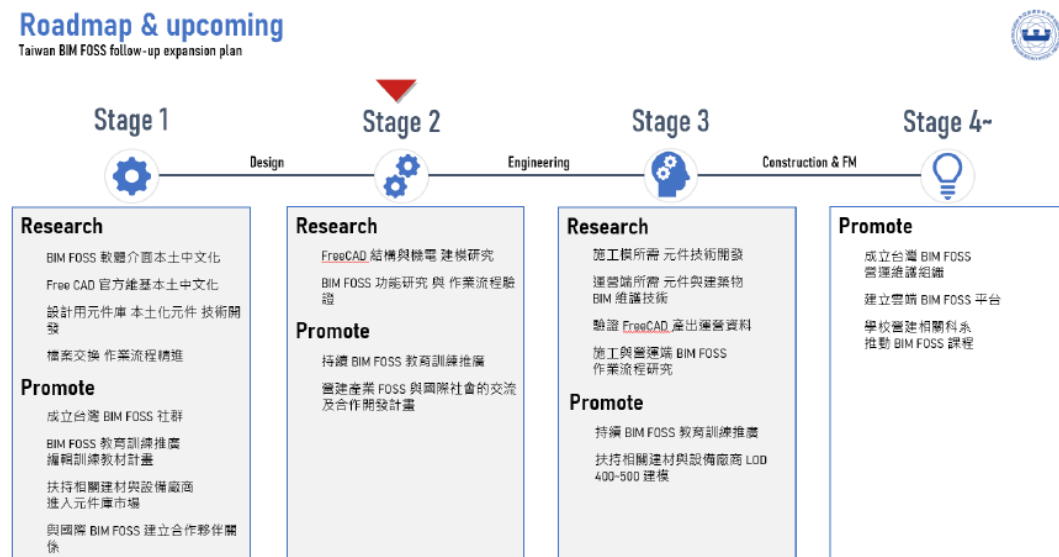 Roadmap & upcoming
Taiwan BIM FOSS follow-up expansion plan
Stage 1
Stage 2
Stage 3
Stage 4~
Design
Engineering
Construction & FM
Research
BIM FOSS 軟體介面本土中文化
Free CAD 官方維基本土中文化
設計用元件庫 本土化元件 技術開
發
檔案交換 作業流程精進
Promote
成立台灣 BIM FOSS 社群
BIM FOSS 教育訓練推廣
編輯訓練教材計畫
扶持相關建材與設備廠商
進入元件庫市場
與國際 BIM FOSS 建立合作夥伴關
係
Research
FreeCAD 結構與機電 建模研究
BIM FOSS 功能研究 與 作業流程驗
證
Promote
持續 BIM FOSS 教育訓練推廣
營建產業 FOSS 與國際社會的交流
及合作開發計畫
Research
施工模所需 元件技術開發
運營端所需 元件與建築物
BIM 維護技術
驗證 FreeCAD 產出運營資料
施工與營運端 BIM FOSS
作業流程研究
Promote
持續 BIM FOSS 教育訓練推廣
扶持相關建材與設備廠商 LOD
400~500 建模
Promote
成立台灣 BIM FOSS
營運維護組織
建立雲端 BIM FOSS 平台
學校營建相關科系
推動 BIM FOSS 課程